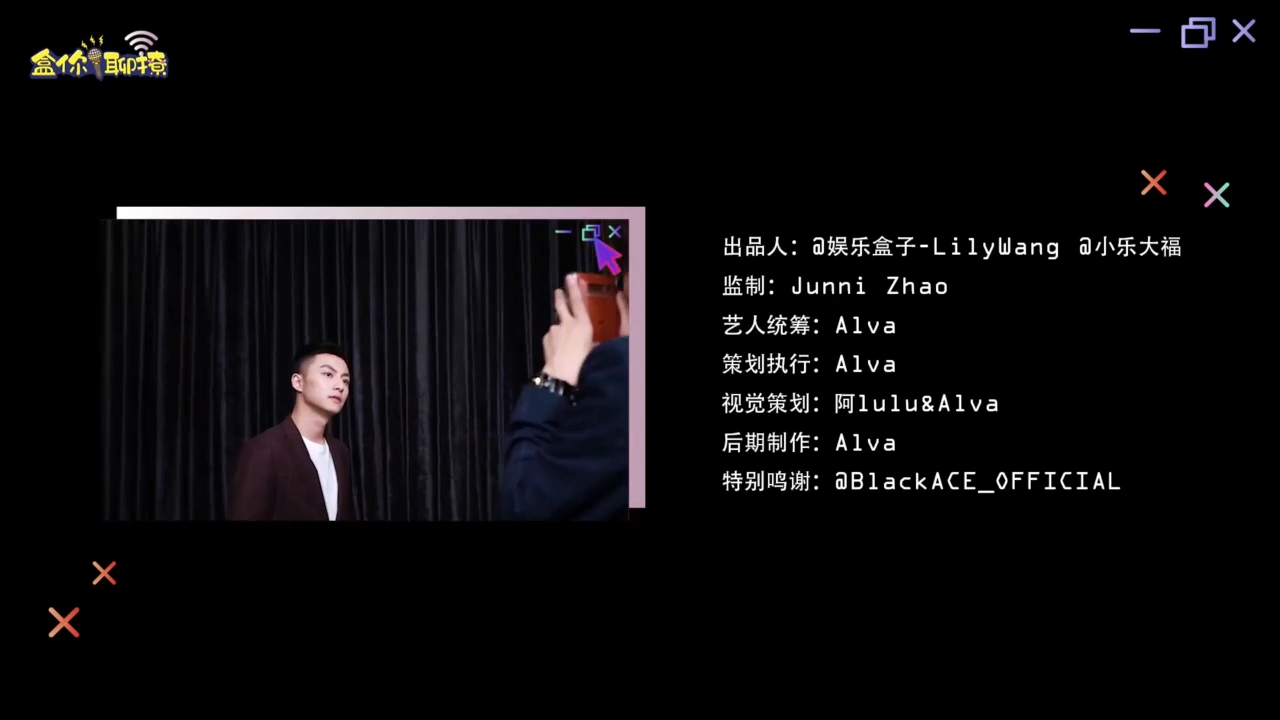 盒你聊撩
出品人：@娱乐盒子-LilyWang @小乐大福
监制：Junni Zhao
艺人统筹：Alva
策划执行：Alva
视觉策划：阿lulu&Alva
后期制作：Alva
特别鸣谢：@BlackACE_OFFICIAL